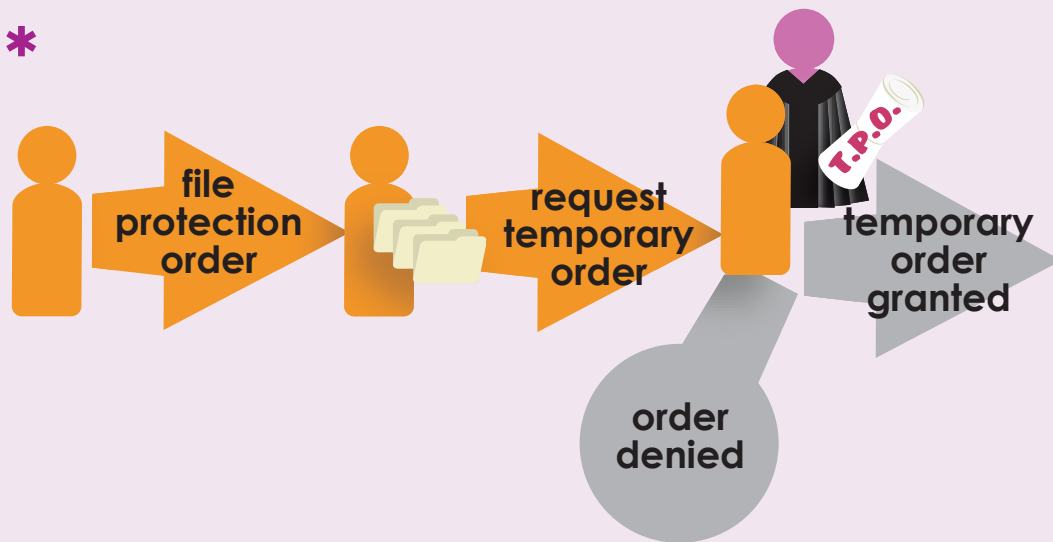 *
file
protection
order
request
temporary
order
T.P.O.
temporary
order
granted
order
denied